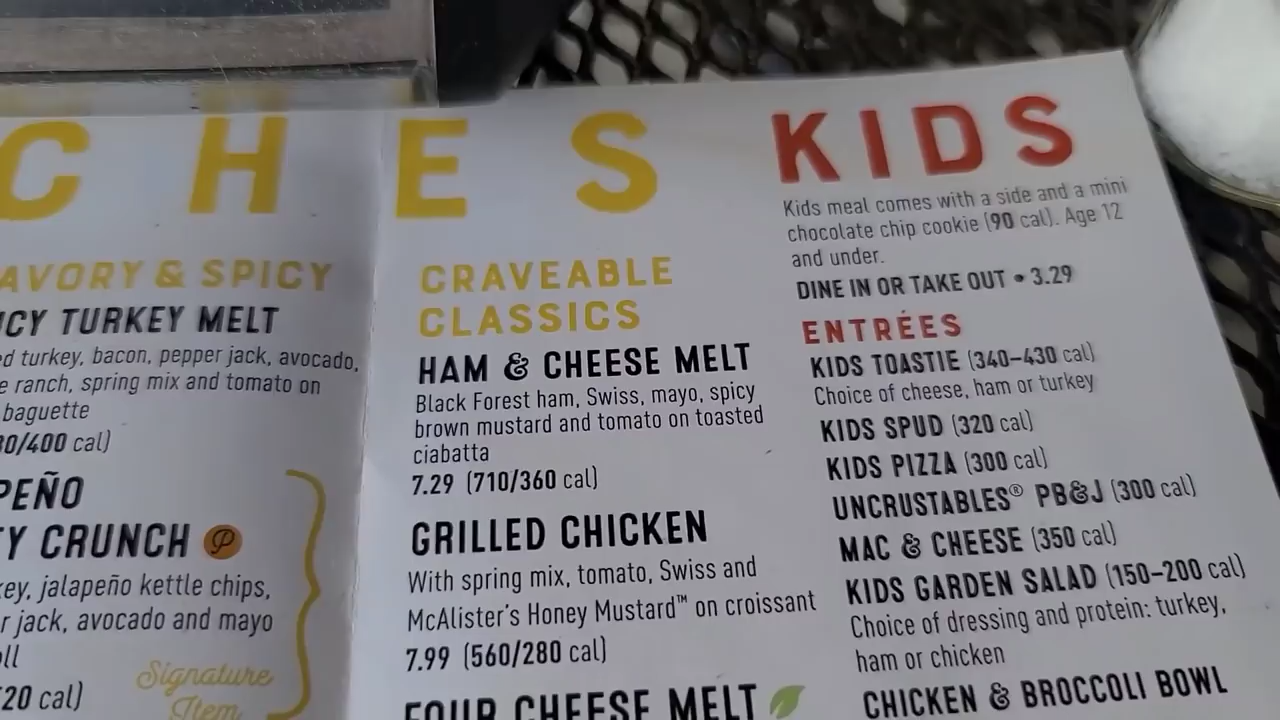 CHES
AVORY & SPICY
CY TURKEY MELT
turkey, bacon, pepper jack, avocado,
ranch, spring mix and tomato on
baguette
/400 cal)
PEÑO
Y CRUNCH P
key, jalapeño kettle chips,
r jack, avocado and mayo
20 cal)
Signature
Item
CRAVEABLE
CLASSICS
HAM & CHEESE MELT
Black Forest ham, Swiss, mayo, spicy
brown mustard and tomato on toasted
ciabatta
7.29 (710/360 cal)
GRILLED CHICKEN
With spring mix, tomato, Swiss and
McAlister's Honey Mustard™ on croissant
7.99 (560/280 cal)
FOUR CHEESE MELT
KIDS
Kids meal comes with a side and a mini
chocolate chip cookie (90 cal). Age 12
and under.
DINE IN OR TAKE OUT • 3.29
ENTRÉES
KIDS TOASTIE (340–430 cal)
Choice of cheese, ham or turkey
KIDS SPUD (320 cal)
KIDS PIZZA (300 cal)
UNCRUSTABLES® PB&J (300 cal)
MAC & CHEESE (350 cal)
KIDS GARDEN SALAD (150–200 cal)
Choice of dressing and protein: turkey,
ham or chicken
CHICKEN & BROCCOLI BOWL